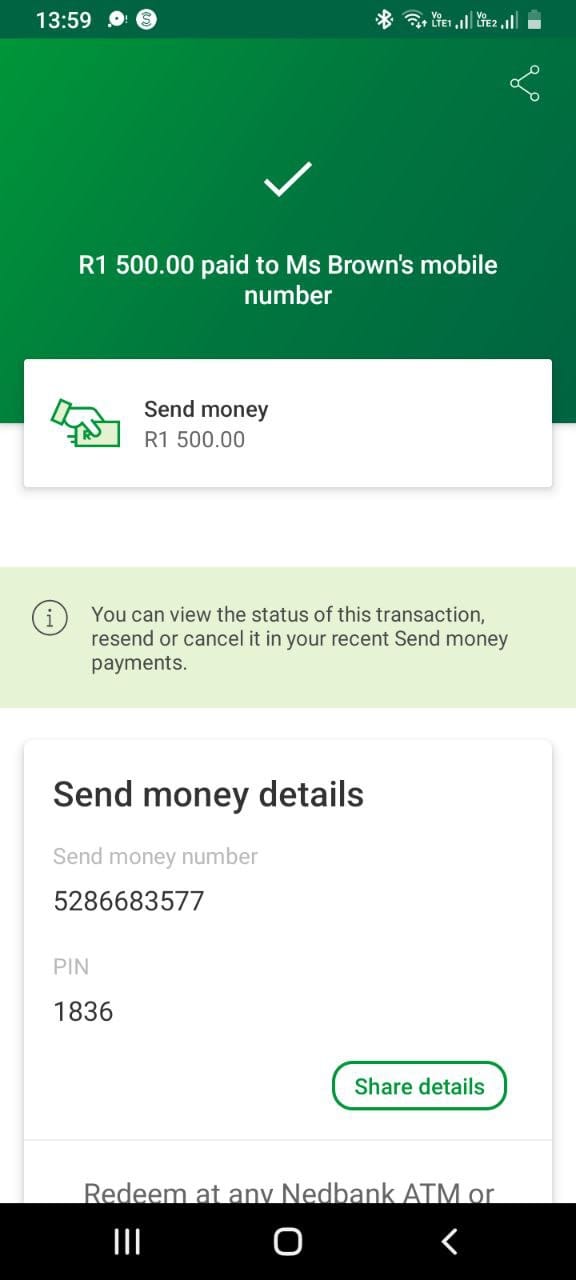 13:59
Vo LTE1 Vo LTE2
R1 500.00 paid to Ms Brown's mobile
number
R
Send money
R1 500.00
You can view the status of this transaction,
resend or cancel it in your recent Send money
payments.
Send money details
Send money number
5286683577
PIN
1836
Share details
Redeem at any Nedbank ATM or